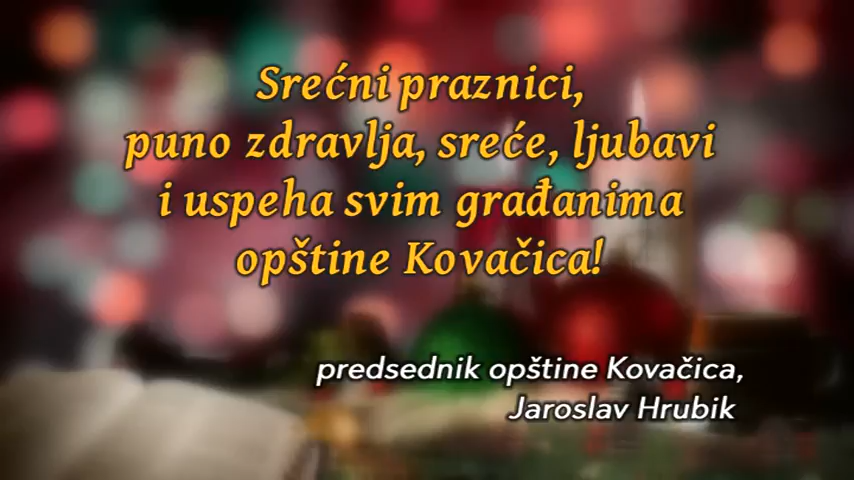 Srećni praznici,
puno zdravlja, sreće, ljubavi
i uspeha svim građanima
opštine Kovačica!
predsednik opštine Kovačica,
Jaroslav Hrubik